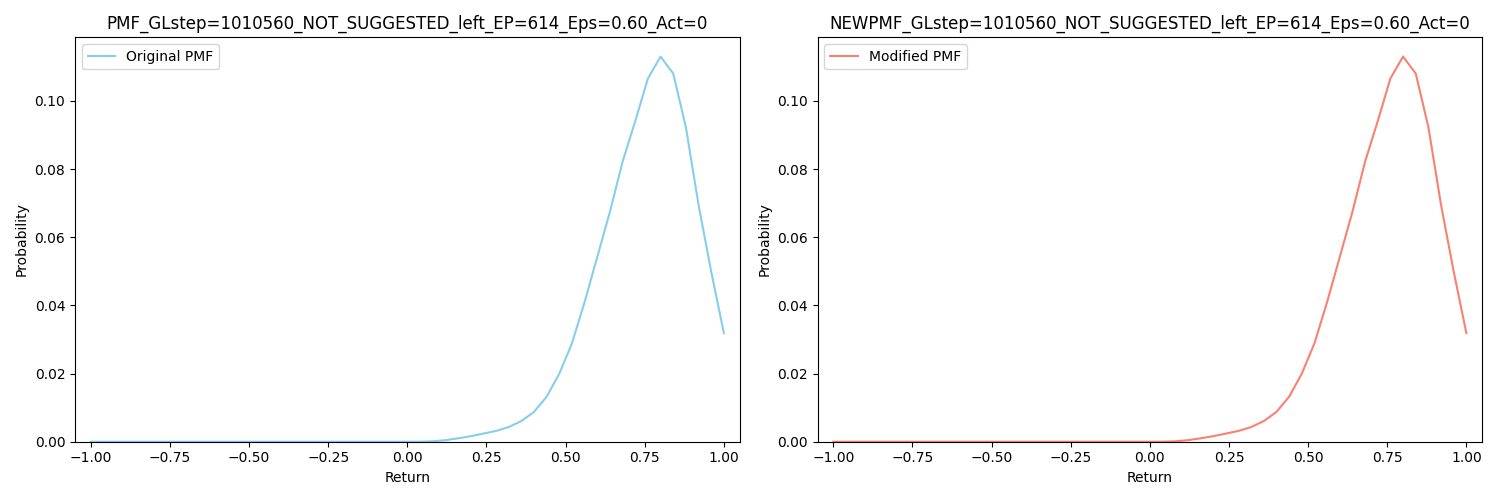 PMF_GLstep=1010560_NOT_SUGGESTED_left_EP=614_Eps=0.60_Act=0
Original PMF
Probability
0.10
0.08
0.06
0.04
0.02
0.00
−1.00 −0.75 −0.50 −0.25 0.00 0.25 0.50 0.75 1.00
Return
NEWPMF_GLstep=1010560_NOT_SUGGESTED_left_EP=614_Eps=0.60_Act=0
Modified PMF
Probability
0.10
0.08
0.06
0.04
0.02
0.00
−1.00 −0.75 −0.50 −0.25 0.00 0.25 0.50 0.75 1.00
Return